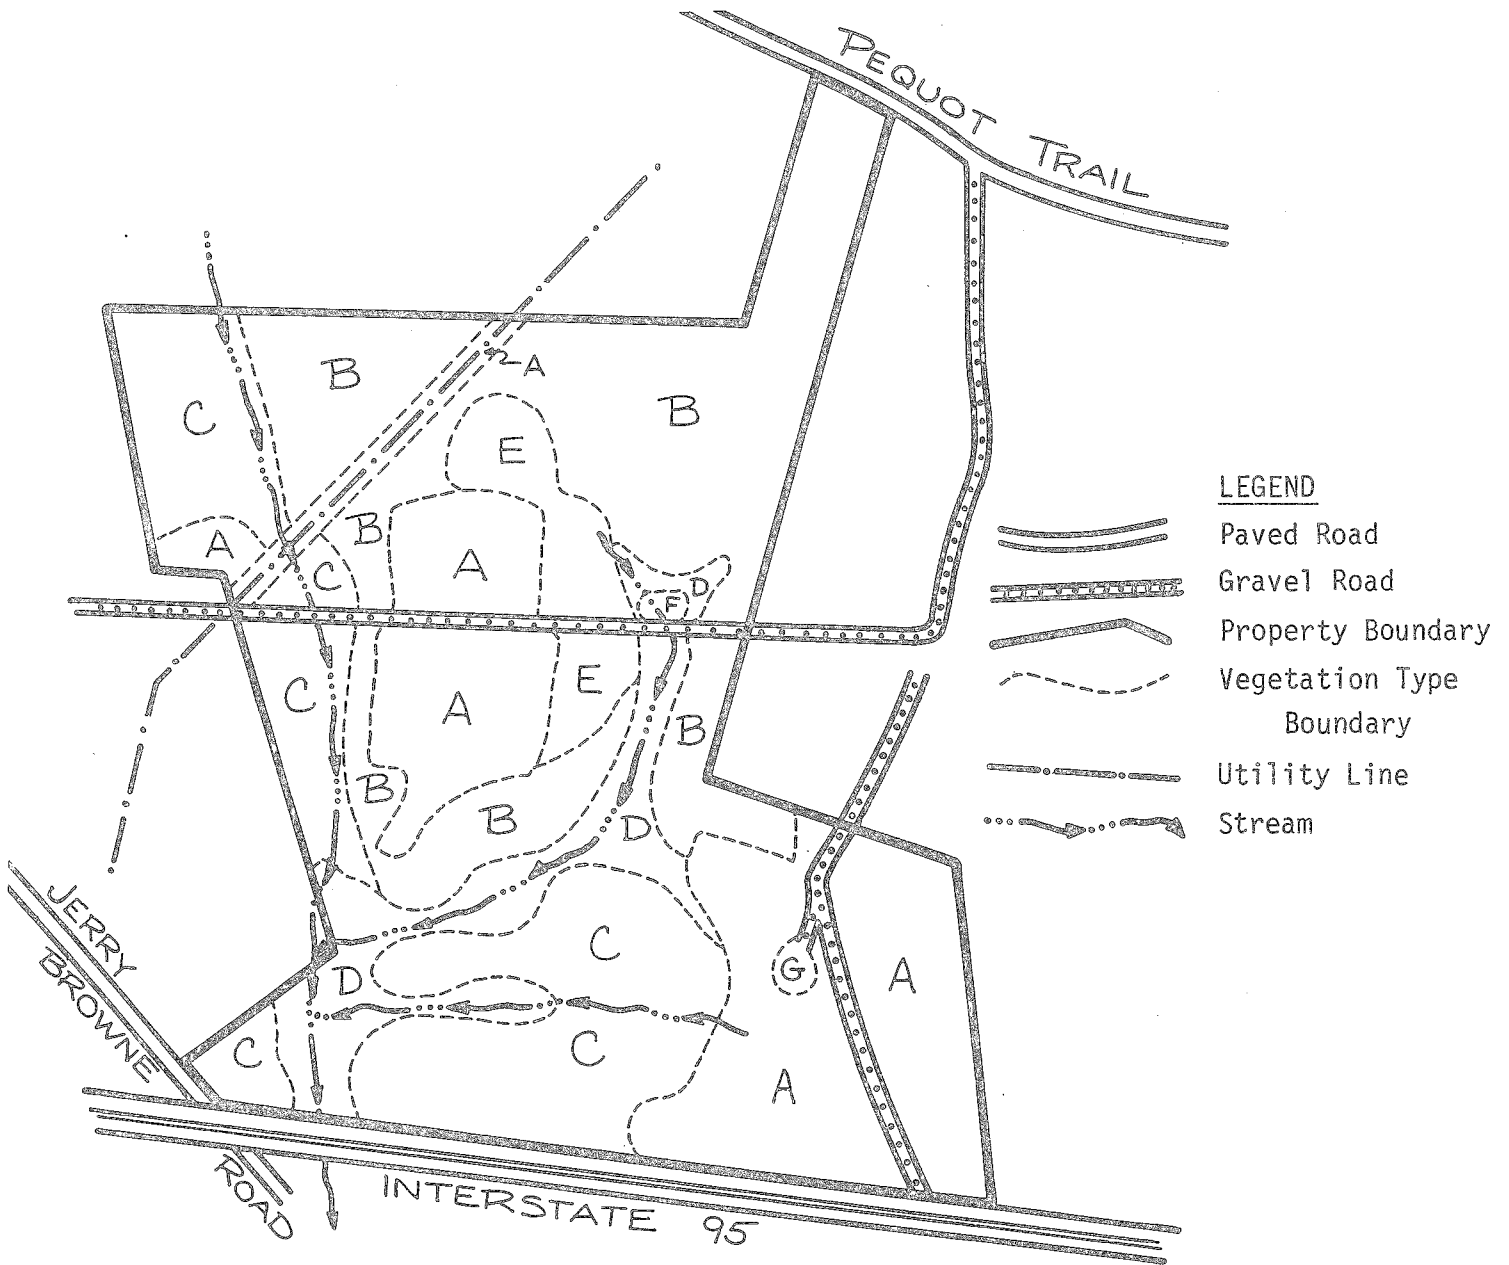 PEQUOT TRAIL
A
B
B
C
E
B
A
A
C
D
F
C
E
A
B
B
B
D
C
D
G
A
C
C
A
JERRY
BROWNE
ROAD
INTERSTATE 95
LEGEND
Paved Road
Gravel Road
Property Boundary
Vegetation Type
Boundary
Utility Line
Stream